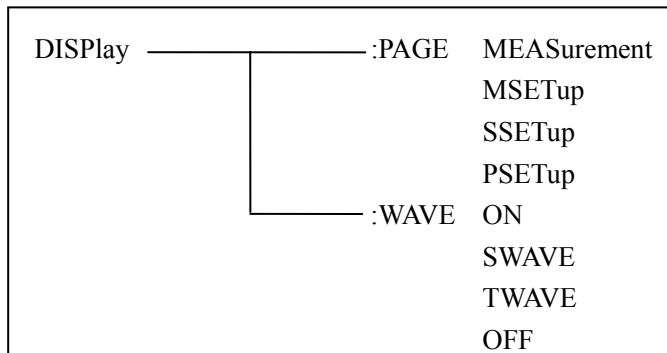 DISPlay :PAGE MEASurement
MSETup
SSETup
PSETup
:WAVE ON
SWAVE
TWAVE
OFF